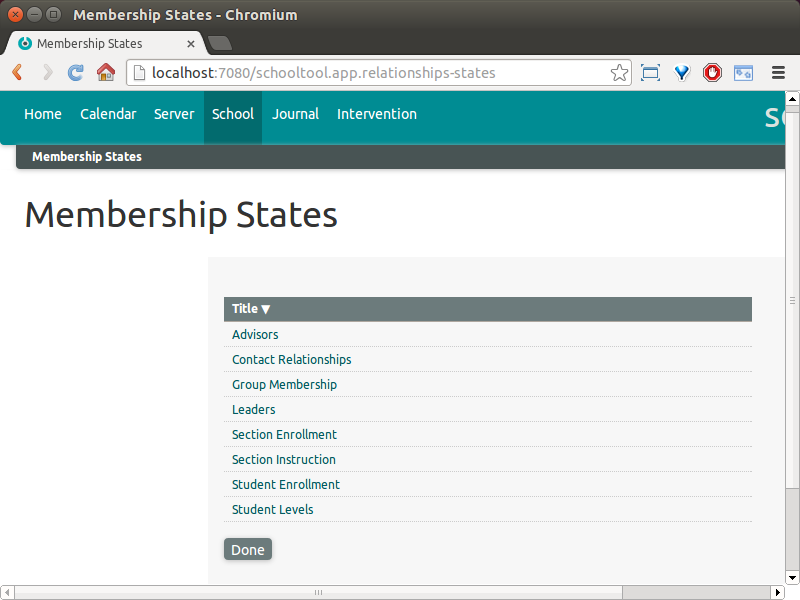 Membership States - Chromium
Membership States
localhost:7080/schooltool.app.relationships-states
Home Calendar Server School Journal Intervention
Membership States
Membership States
Title ▼
Advisors
Contact Relationships
Group Membership
Leaders
Section Enrollment
Section Instruction
Student Enrollment
Student Levels
Done